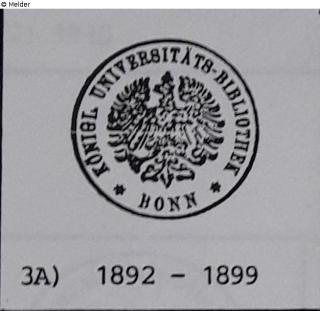 © Melder
KÖNIGL. UNIVERSITÄTS-BIBLIOTHEK
* BONN *
3A) 1892 – 1899